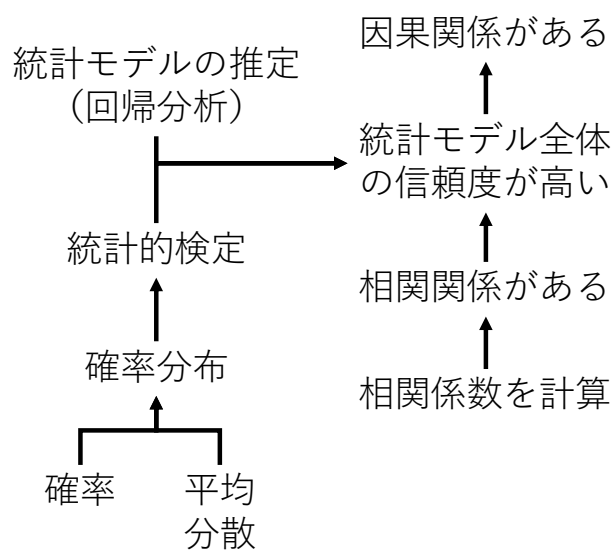 統計モデルの推定
（回帰分析）
統計的検定
確率分布
確率
平均
分散
因果関係がある
統計モデル全体
の信頼度が高い
相関関係がある
相関係数を計算